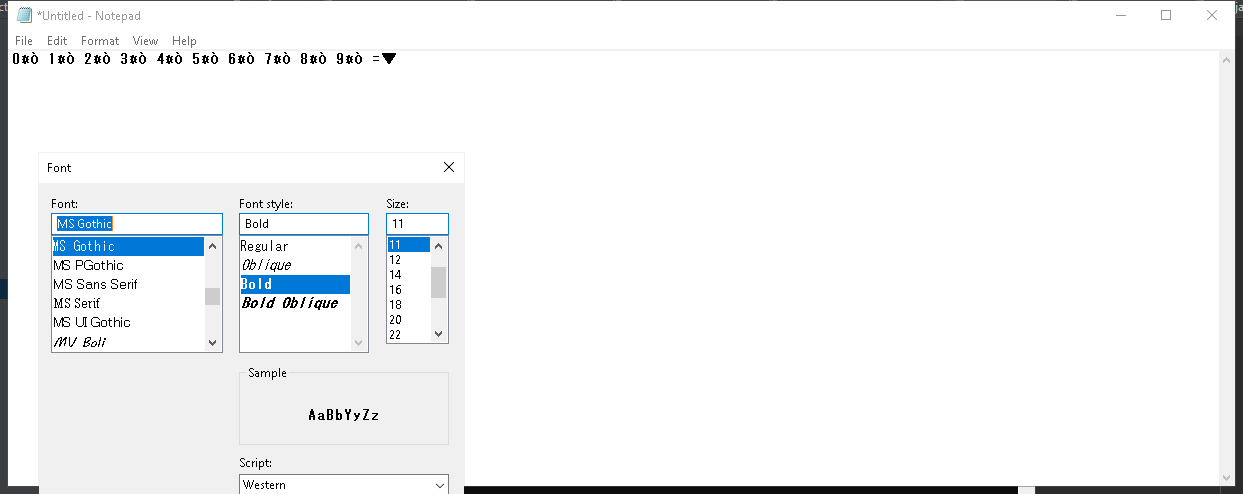 *Untitled - Notepad
File Edit Format View Help
0¤ò 1¤ò 2¤ò 3¤ò 4¤ò 5¤ò 6¤ò 7¤ò 8¤ò 9¤ò =▼
Font
Font: Font style: Size:
MS Gothic Bold 11
MS Gothic Regular 11
MS PGothic Oblique 12
MS Sans Serif Bold 14
MS Serif Bold Oblique 16
MS UI Gothic 18
MV Boli 20
22
Sample
AaBbYyZz
Script:
Western